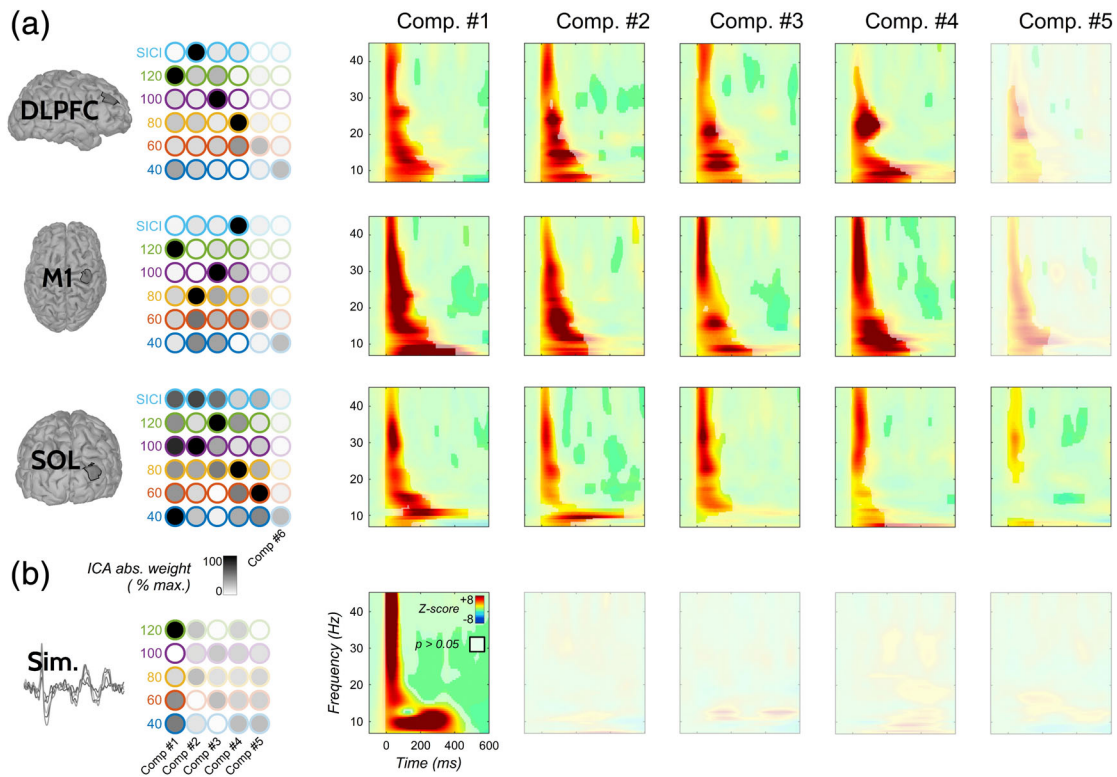 (a)
Comp. #1 Comp. #2 Comp. #3 Comp. #4 Comp. #5
DLPFC
SICI
120
100
80
60
40
40
30
20
10
M1
SICI
120
100
80
60
40
40
30
20
10
SOL
SICI
120
100
80
60
40
Comp #6
40
30
20
10
(b)
ICA abs. weight
( % max.)
100
0
Sim.
120
100
80
60
40
Comp #1 Comp #2 Comp #3 Comp #4 Comp #5
Frequency (Hz)
40
30
20
10
Z-score +8
-8
p > 0.05
0 200 400 600
Time (ms)